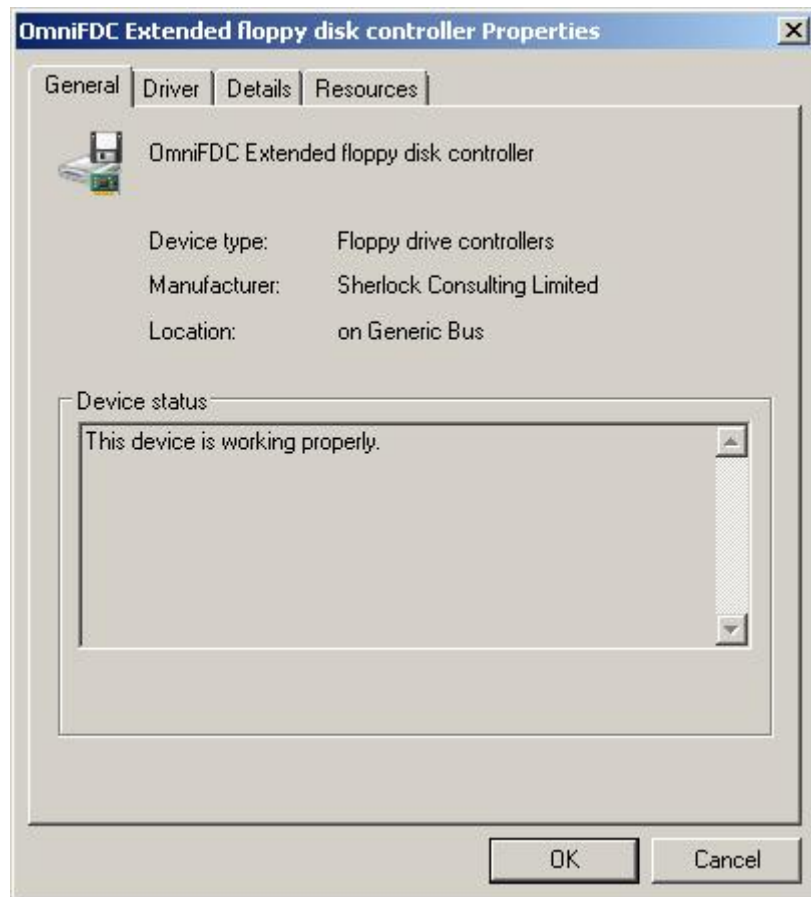 OmniFDC Extended floppy disk controller Properties
General Driver Details Resources
OmniFDC Extended floppy disk controller
Device type: Floppy drive controllers
Manufacturer: Sherlock Consulting Limited
Location: on Generic Bus
Device status
This device is working properly.
OK Cancel